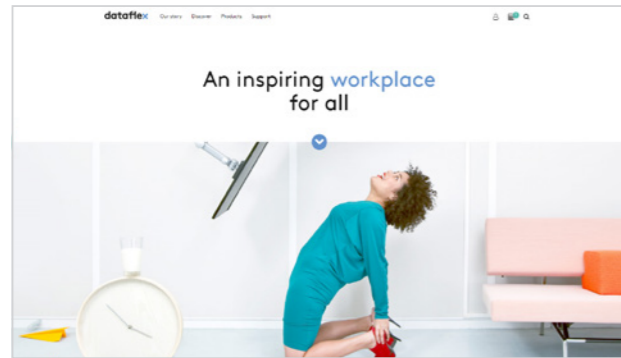 dataflex
Our story Discover Products Support
An inspiring workplace
for all